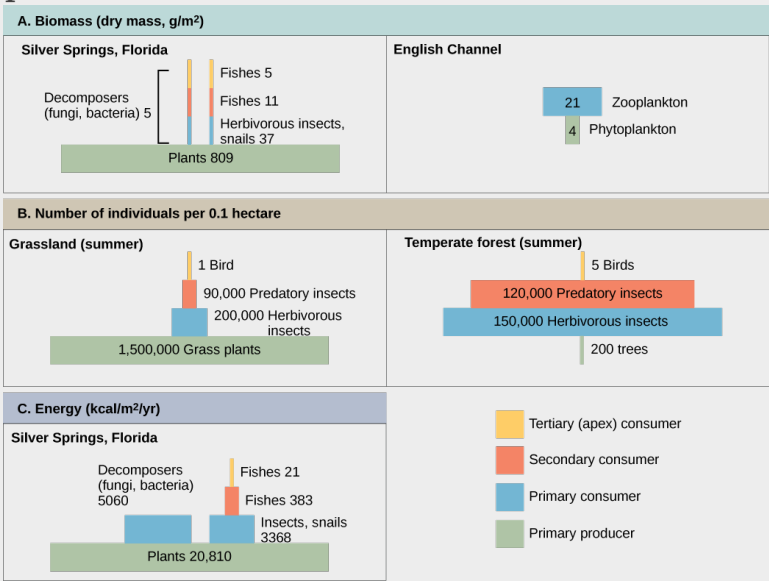 A. Biomass (dry mass, g/m²)
Silver Springs, Florida
Fishes 5
Decomposers
(fungi, bacteria) 5
Fishes 11
Herbivorous insects,
snails 37
Plants 809
English Channel
21
Zooplankton
4
Phytoplankton
B. Number of individuals per 0.1 hectare
Grassland (summer)
1 Bird
90,000 Predatory insects
200,000 Herbivorous
insects
1,500,000 Grass plants
Temperate forest (summer)
5 Birds
120,000 Predatory insects
150,000 Herbivorous insects
200 trees
C. Energy (kcal/m²/yr)
Silver Springs, Florida
Decomposers
(fungi, bacteria)
5060
Fishes 21
Fishes 383
Insects, snails
3368
Plants 20,810
Tertiary (apex) consumer
Secondary consumer
Primary consumer
Primary producer